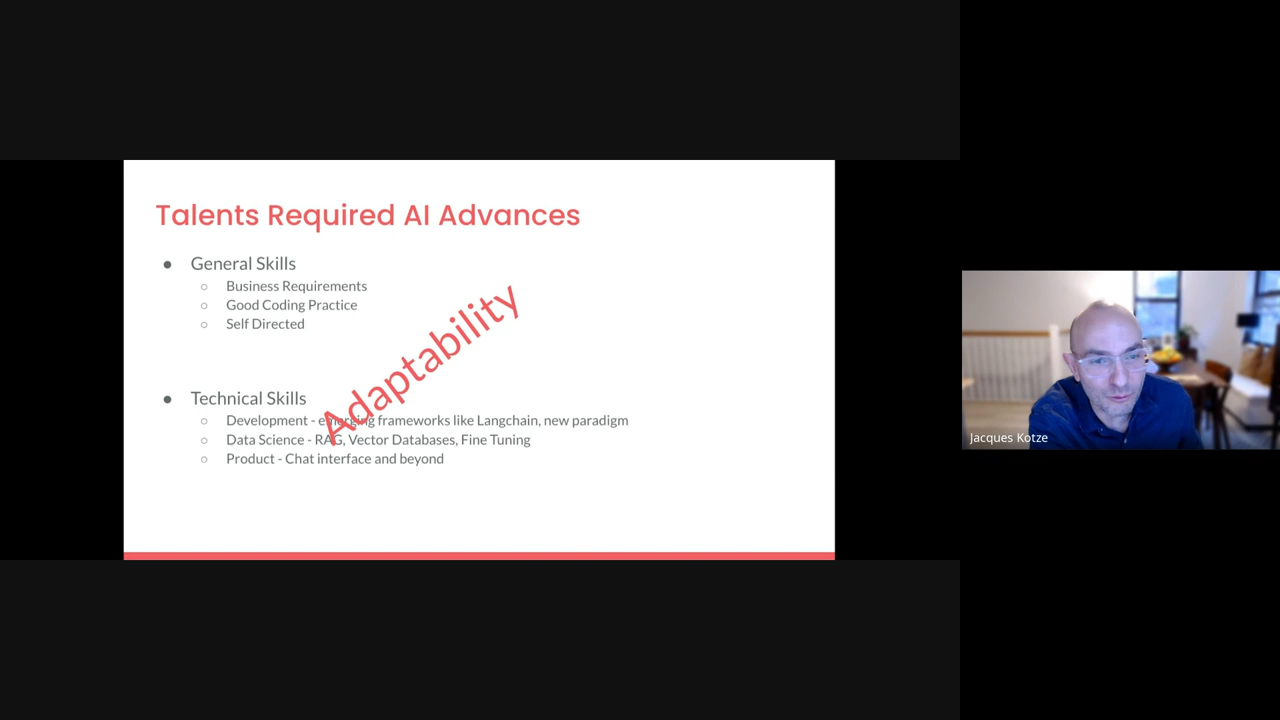 Talents Required AI Advances
● General Skills
○ Business Requirements
○ Good Coding Practice
○ Self Directed
Adaptability
● Technical Skills
○ Development - emerging frameworks like Langchain, new paradigm
○ Data Science - RAG, Vector Databases, Fine Tuning
○ Product - Chat interface and beyond
Jacques Kotze